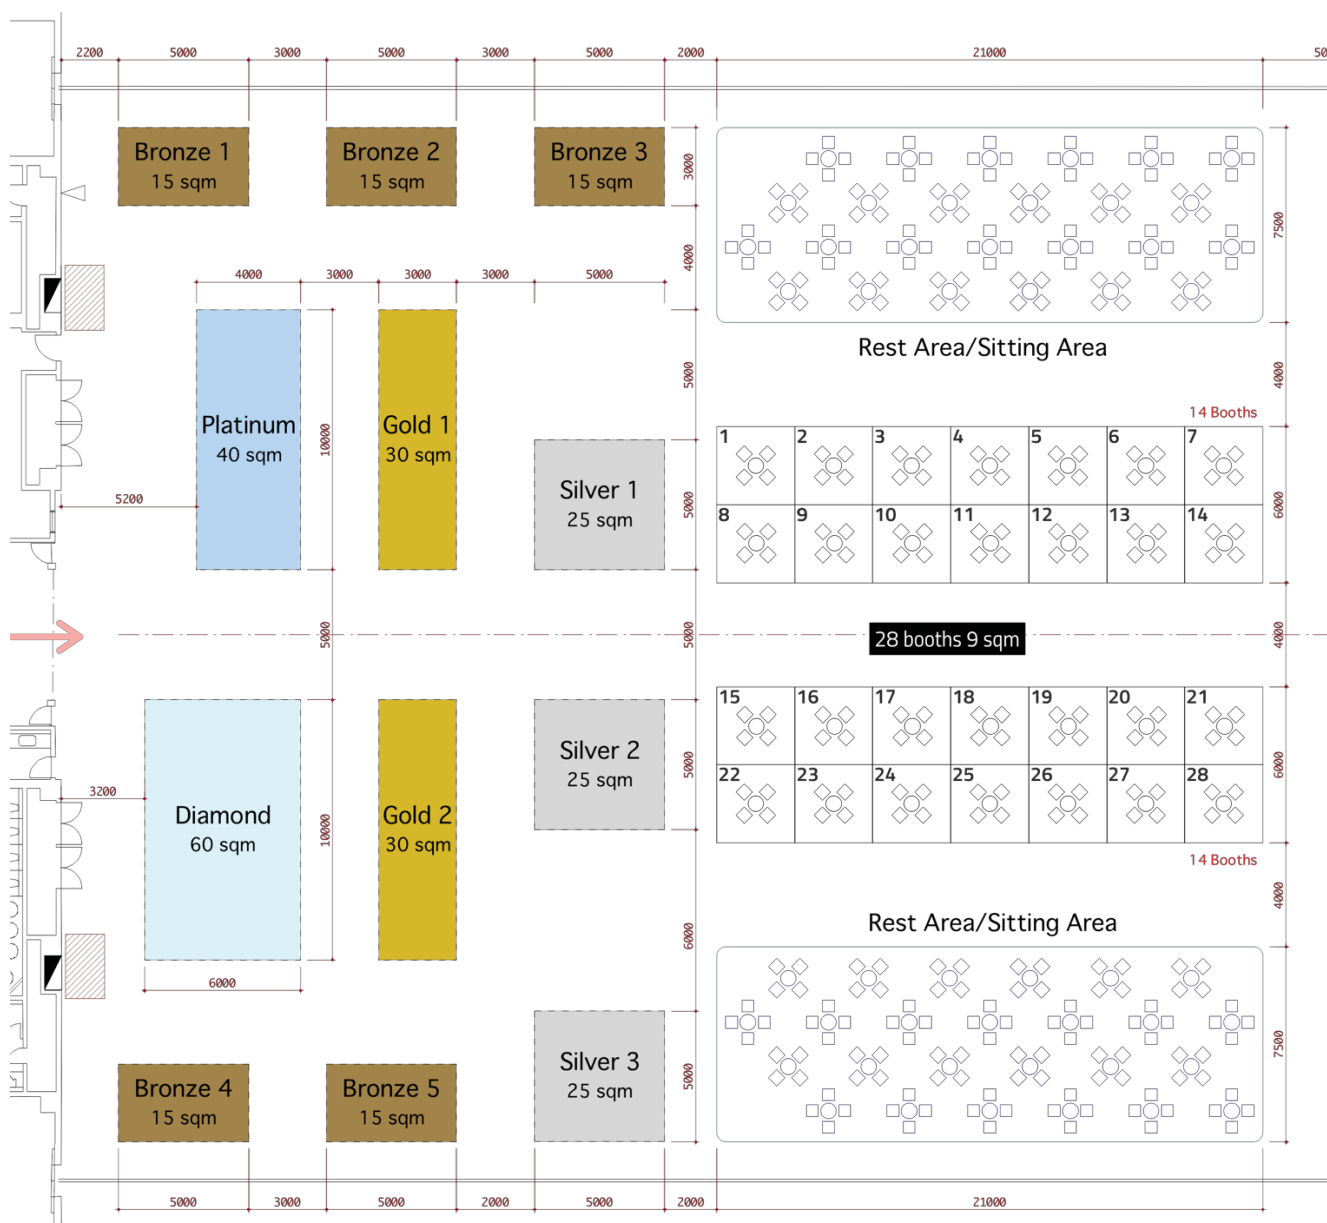 2200 5000 3000 5000 3000 5000 2000 21000 50
Bronze 1
15 sqm
Bronze 2
15 sqm
Bronze 3
15 sqm
3000
7500
4000
4000 3000 3000 3000 5000
Rest Area/Sitting Area
5000
4000
14 Booths
Platinum
40 sqm
10000
Gold 1
30 sqm
Silver 1
25 sqm
5000
1 2 3 4 5 6 7
8 9 10 11 12 13 14
6000
5200
5000
5000
28 booths 9 sqm
4000
15 16 17 18 19 20 21
22 23 24 25 26 27 28
6000
3200
Diamond
60 sqm
10000
Gold 2
30 sqm
Silver 2
25 sqm
5000
14 Booths
4000
Rest Area/Sitting Area
6000
6000
Silver 3
25 sqm
5000
7500
Bronze 4
15 sqm
Bronze 5
15 sqm
5000 3000 5000 2000 5000 2000 21000